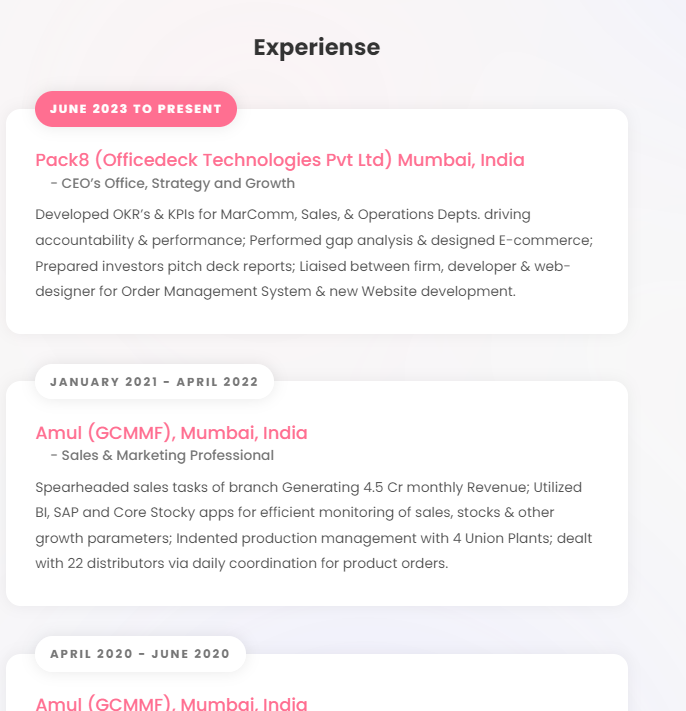 Experiense
JUNE 2023 TO PRESENT
Pack8 (Officedeck Technologies Pvt Ltd) Mumbai, India
- CEO’s Office, Strategy and Growth
Developed OKR’s & KPIs for MarComm, Sales, & Operations Depts. driving
accountability & performance; Performed gap analysis & designed E-commerce;
Prepared investors pitch deck reports; Liaised between firm, developer & web-
designer for Order Management System & new Website development.
JANUARY 2021 - APRIL 2022
Amul (GCMMF), Mumbai, India
- Sales & Marketing Professional
Spearheaded sales tasks of branch Generating 4.5 Cr monthly Revenue; Utilized
BI, SAP and Core Stocky apps for efficient monitoring of sales, stocks & other
growth parameters; Indented production management with 4 Union Plants; dealt
with 22 distributors via daily coordination for product orders.
APRIL 2020 - JUNE 2020
Amul (GCMMF), Mumbai, India